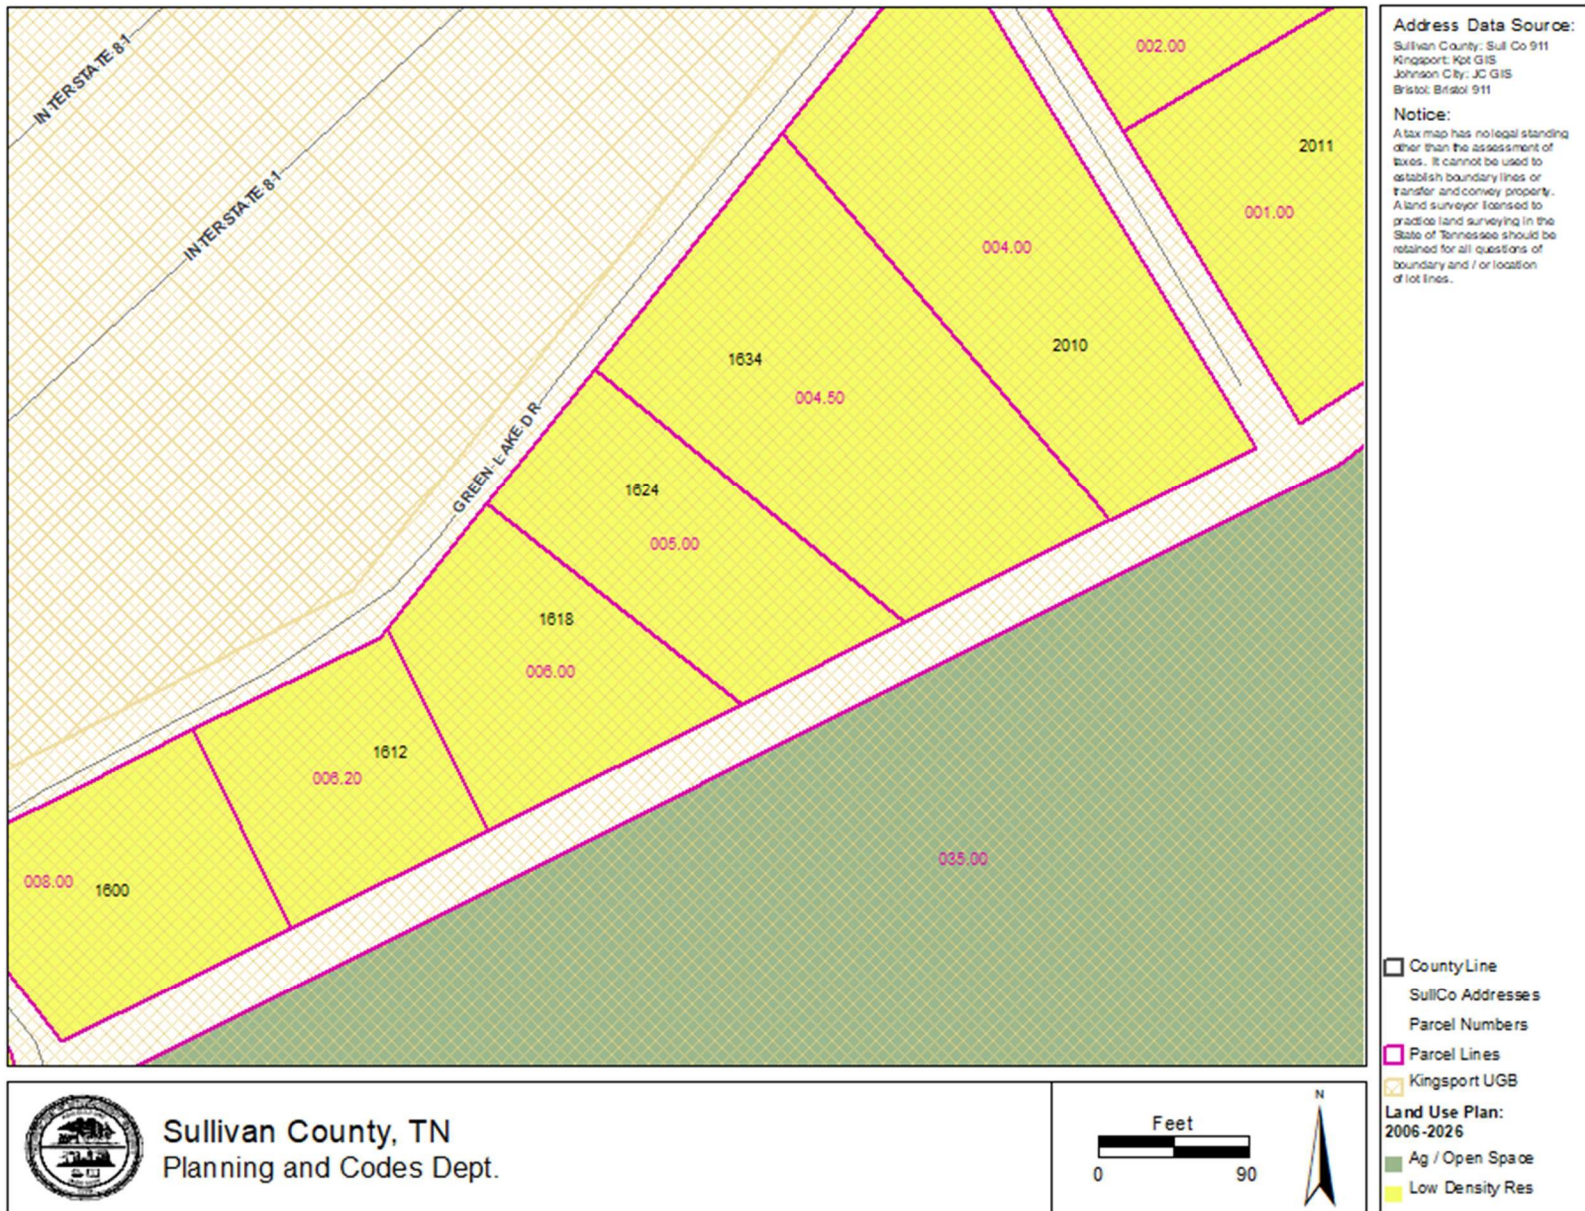 INTERSTATE 81
INTERSTATE 81
GREEN LAKE DR
002.00
2011
001.00
004.00
2010
1634
004.50
1624
005.00
1618
006.00
1612
006.20
008.00
1600
035.00
Address Data Source:
Sullivan County: Sull Co 911
Kingsport: Kpt GIS
Johnson City: JC GIS
Bristol: Bristol 911
Notice:
A tax map has no legal standing
other than the assessment of
taxes. It cannot be used to
establish boundary lines or
transfer and convey property.
A land surveyor licensed to
practice land surveying in the
State of Tennessee should be
retained for all questions of
boundary and / or location
of lot lines.
County Line
SullCo Addresses
Parcel Numbers
Parcel Lines
Kingsport UGB
Land Use Plan:
2006-2026
Ag / Open Space
Low Density Res
Sullivan County, TN
Planning and Codes Dept.
Feet
0 90
N